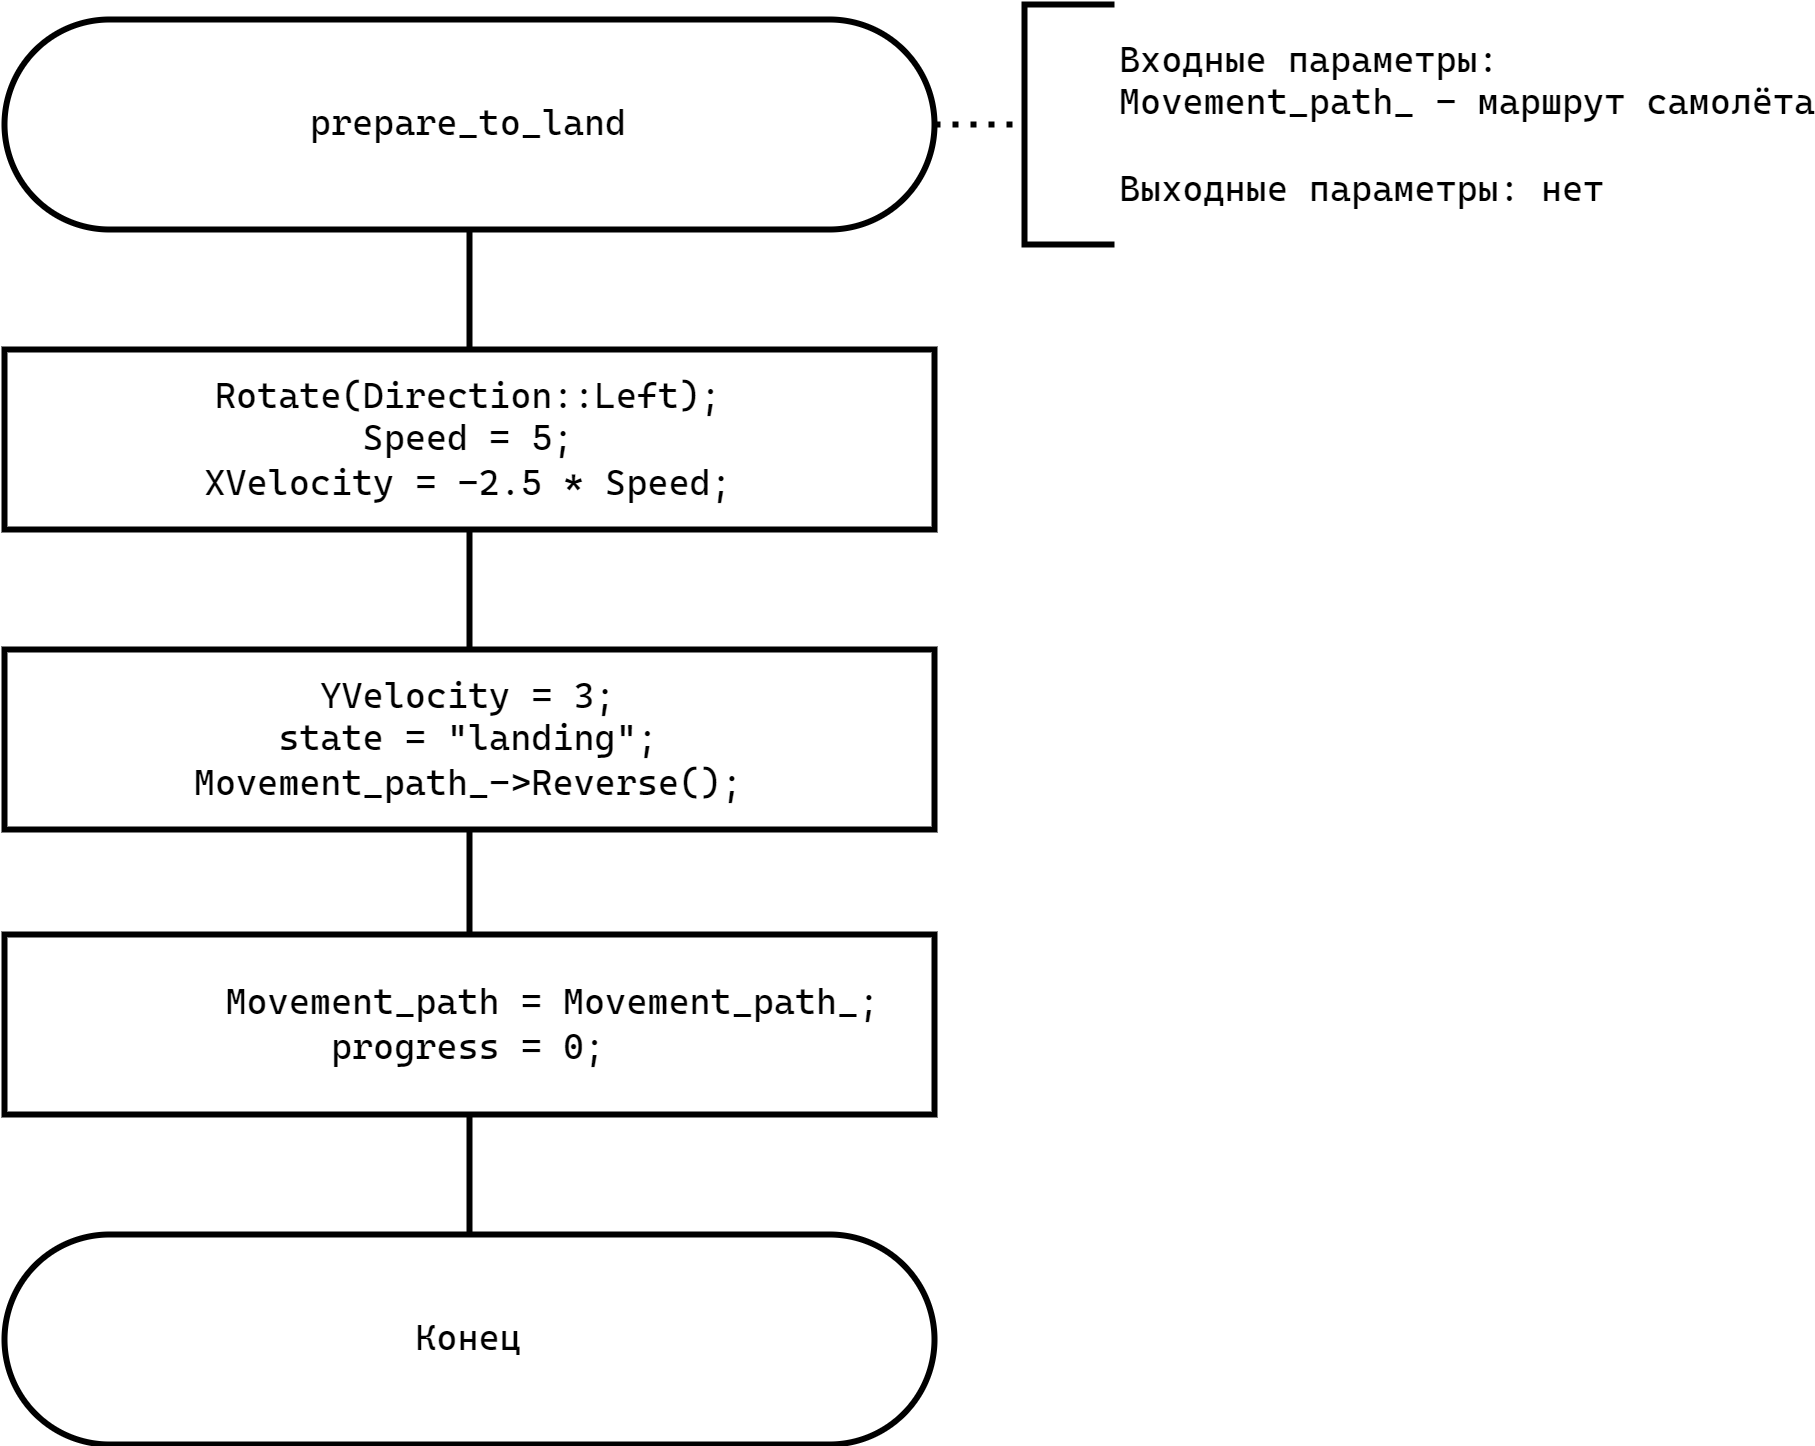 prepare_to_land
Входные параметры:
Movement_path_ - маршрут самолёта
Выходные параметры: нет
Rotate(Direction::Left);
Speed = 5;
XVelocity = -2.5 * Speed;
YVelocity = 3;
state = "landing";
Movement_path_->Reverse();
Movement_path = Movement_path_;
progress = 0;
Конец